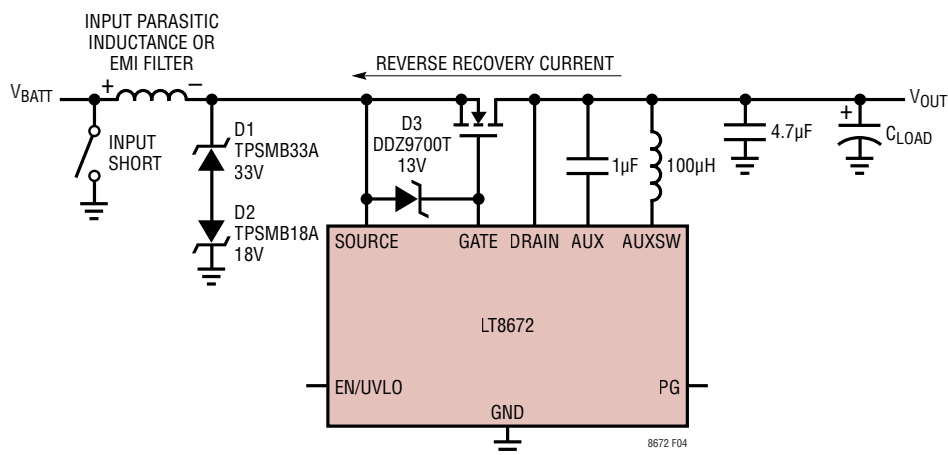 INPUT PARASITIC
INDUCTANCE OR
EMI FILTER
REVERSE RECOVERY CURRENT
VBATT
+
−
VOUT
INPUT
SHORT
D1
TPSMB33A
33V
D2
TPSMB18A
18V
D3
DDZ9700T
13V
1µF
100µH
4.7µF
+
CLOAD
SOURCE
GATE
DRAIN
AUX
AUXSW
LT8672
EN/UVLO
PG
GND
8672 F04